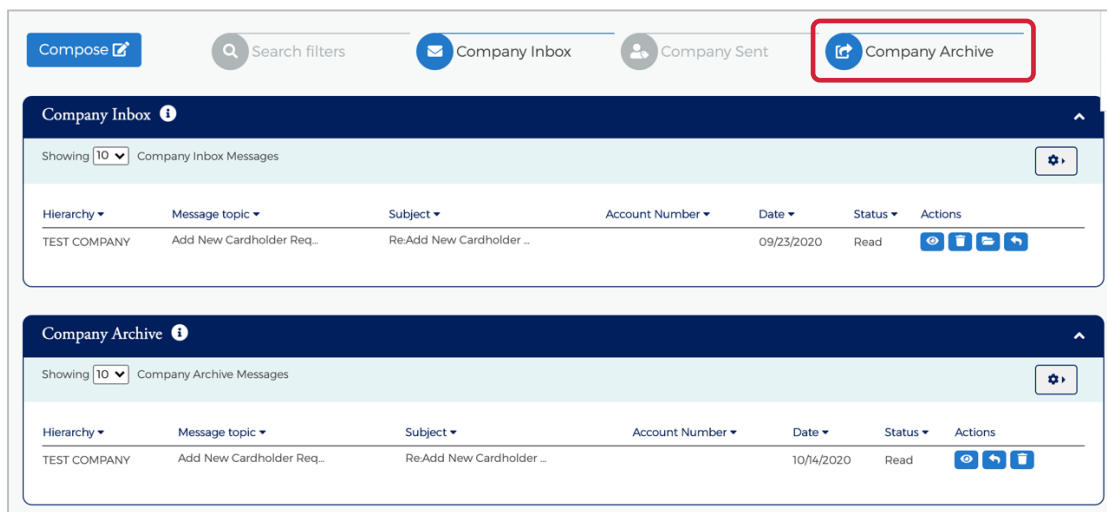 Compose Search filters Company Inbox Company Sent Company Archive
Company Inbox
Showing 10 Company Inbox Messages
Hierarchy Message topic Subject Account Number Date Status Actions
TEST COMPANY Add New Cardholder Req... Re:Add New Cardholder ... 09/23/2020 Read
Company Archive
Showing 10 Company Archive Messages
Hierarchy Message topic Subject Account Number Date Status Actions
TEST COMPANY Add New Cardholder Req... Re:Add New Cardholder ... 10/14/2020 Read